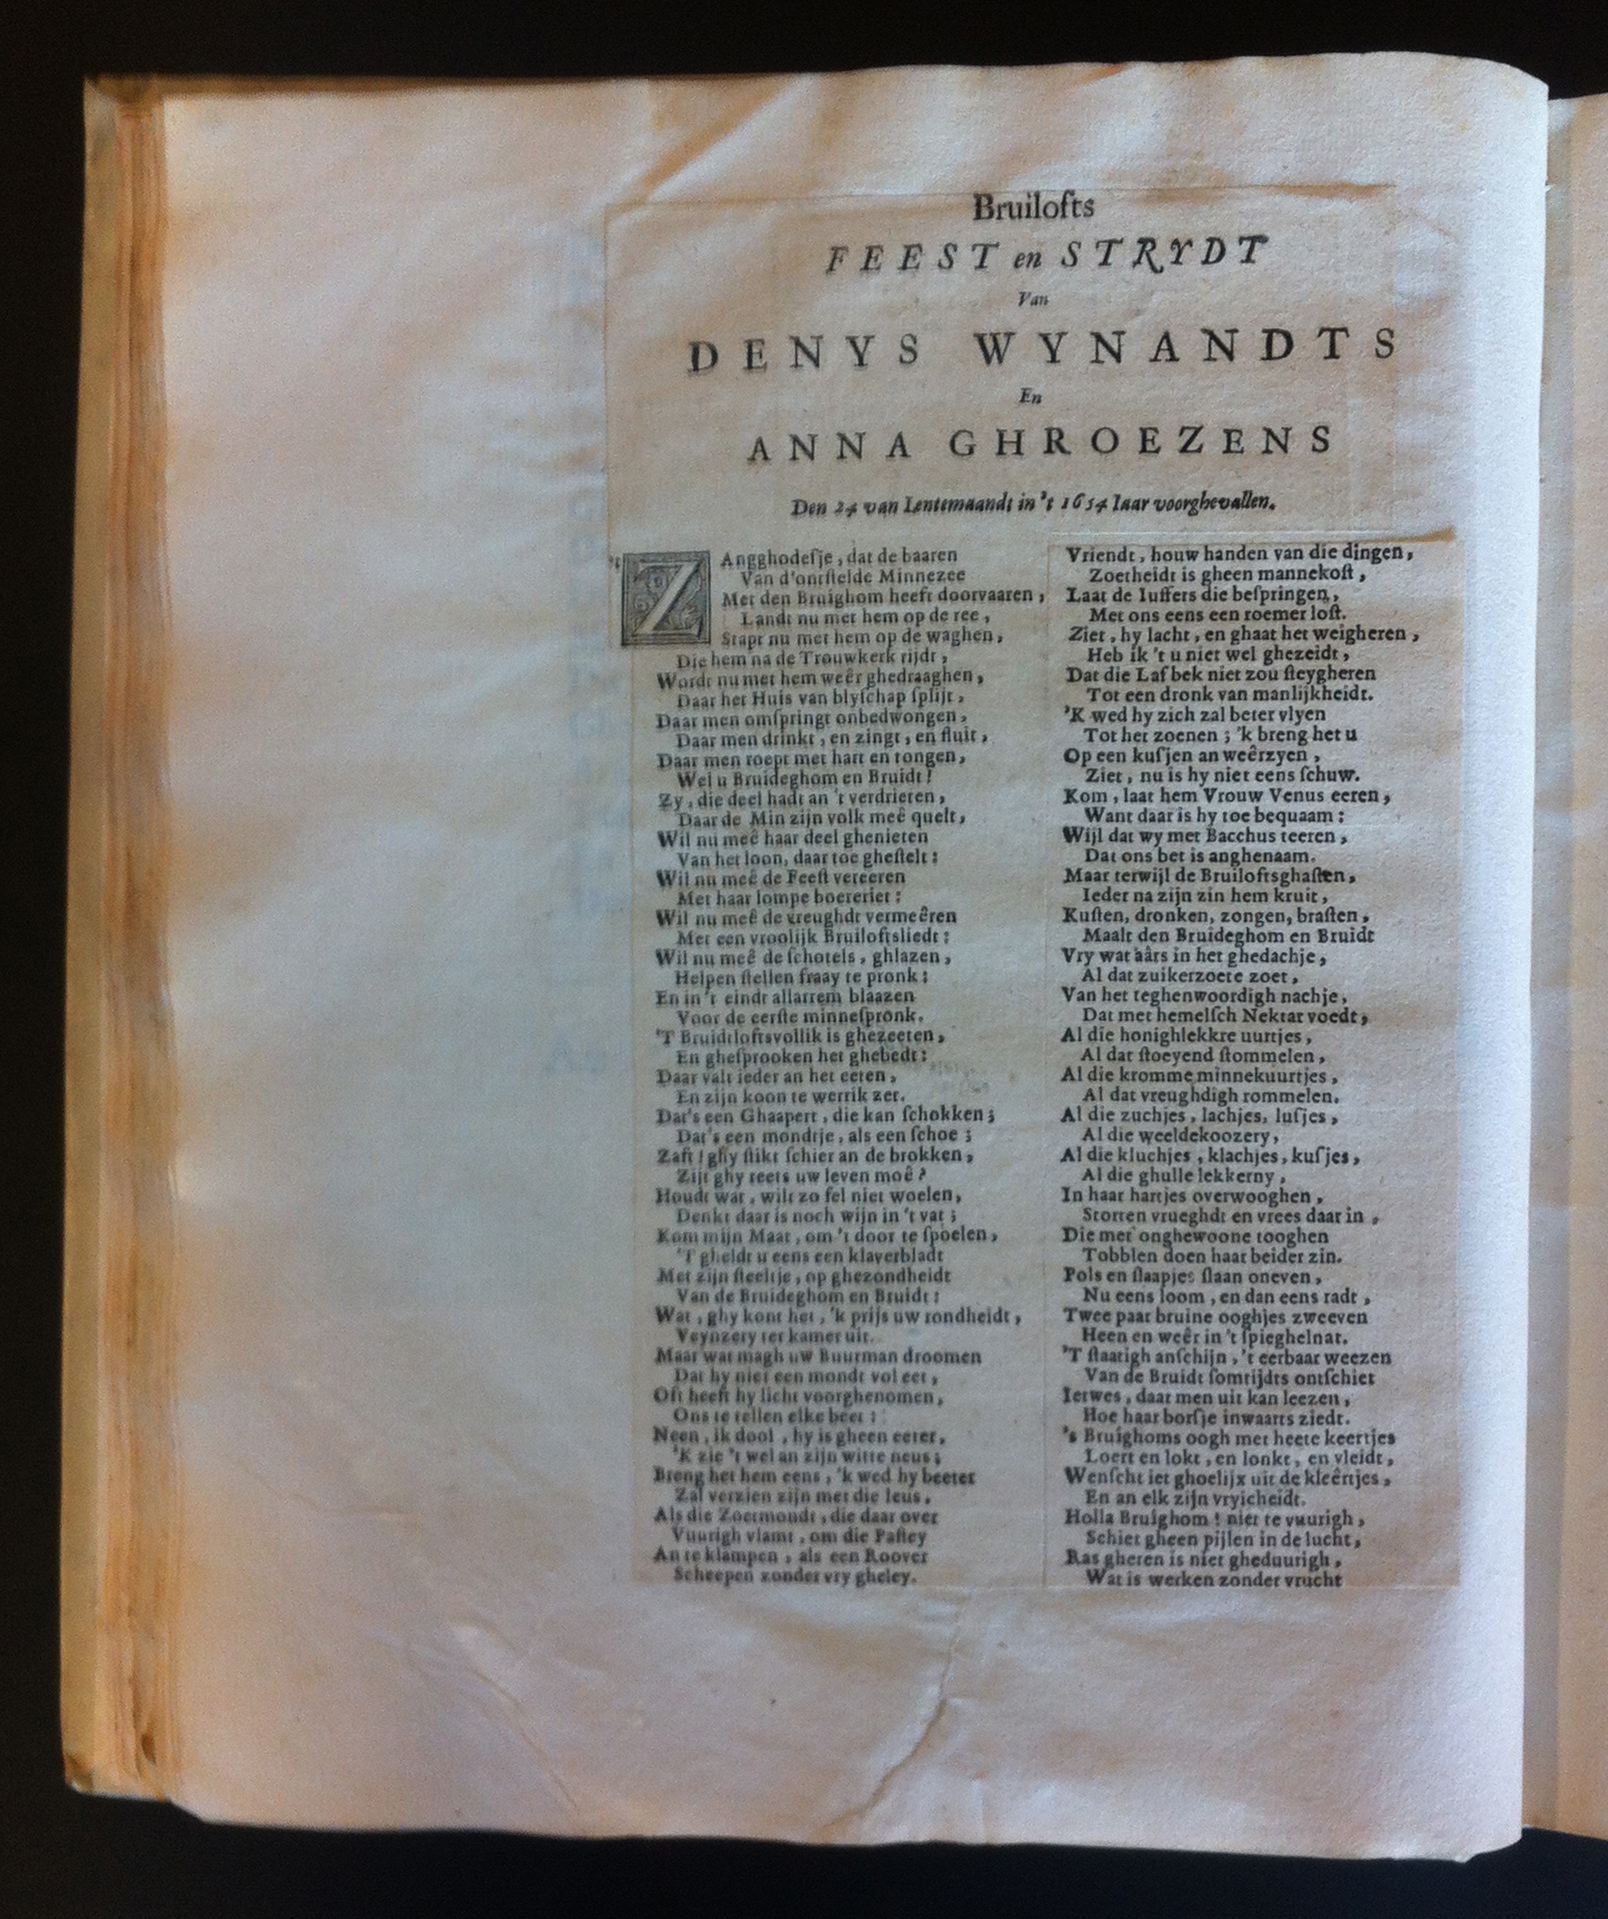 Bruilofts
FEEST en STRYDT
Van
DENYS WYNANDTS
En
ANNA GHROEZENS
Den 24 van Lentemaandt in 't 1654 Iaar voorghevallen.
't ZAngghodesje, dat de baaren
Van d'ontstelde Minnezee
Met den Bruighom heeft doorvaaren,
Landt nu met hem op de ree,
Stapt nu met hem op de waghen,
Die hem na de Trouwkerk rijdt,
Wordt nu met hem weêr ghedraaghen,
Daar het Huis van blyschap splijt,
Daar men omspringt onbedwongen,
Daar men drinkt, en zingt, en fluit,
Daar men roept met hart en tongen,
Wel u Bruideghom en Bruidt!
Zy, die deel hadt an 't verdrieten,
Daar de Min zijn volk meê quelt,
Wil nu meê haar deel ghenieten
Van het loon, daar toe ghestelt:
Wil nu meê de Feest vereeren
Met haar lompe boereriet:
Wil nu meê de vreughdt vermeêren
Met een vroolijk Bruiloftsliedt:
Wil nu meê de schotels, ghlazen,
Helpen stellen fraay te pronk:
En in 't eindt allarrem blaazen
Voor de eerste minnespronk.
'T Bruidtloftsvollik is ghezeeten,
En ghesprooken het ghebedt:
Daar valt ieder an het eeten,
En zijn koon te werrik zet.
Dat's een Ghaapert, die kan schokken;
Dat's een mondtje, als een schoe;
Zaft! ghy stikt schier an de brokken,
Zijt ghy reets uw leven moê?
Houdt wat, wilt zo fel niet woelen,
Denkt daar is noch wijn in 't vat;
Kom mijn Maat, om 't door te spoelen,
'T gheldt u eens een klaverbladt
Met zijn steeltje, op ghezondheidt
Van de Bruideghom en Bruidt:
Wat, ghy kont het, 'k prijs uw rondheidt,
Veynzery ter kamer uit.
Maar wat magh uw Buurman droomen
Dat hy niet een mondt vol eet,
Oft heeft hy licht voorghenomen,
Ons te tellen elke beet:
Neen, ik dool, hy is gheen eeter,
'K zie 't wel an zijn witte neus;
Breng het hem eens, 'k wed hy beeter
Zal verzien zijn met die leus.
Als die Zoetmondt, die daar over
Vuurigh vlamt, om die Pastey
An te klampen, als een Roover
Scheepen zonder vry gheley.
Vriendt, houw handen van die dingen,
Zoetheidt is gheen mannekost,
Laat de Iuffers die bespringen,
Met ons eens een roemer lost.
Ziet, hy lacht, en ghaat het weigheren,
Heb ik 't u niet wel ghezeidt,
Dat die Laf bek niet zou steygheren
Tot een dronk van manlijkheidt.
'K wed hy zich zal beter vlyen
Tot het zoenen; 'k breng het u
Op een kusjen an weêrzyen,
Ziet, nu is hy niet eens schuw.
Kom, laat hem Vrouw Venus eeren,
Want daar is hy toe bequaam:
Wijl dat wy met Bacchus teeren,
Dat ons bet is anghenaam.
Maar terwijl de Bruiloftsghasten,
Ieder na zijn zin hem kruit,
Kusten, dronken, zongen, brasten,
Maalt den Bruideghom en Bruidt
Vry wat aârs in het ghedachje,
Al dat zuikerzoete zoet,
Van het teghenwoordigh nachje,
Dat met hemelsch Nektar voedt,
Al die honighlekkre uurtjes,
Al dat stoeyend stommelen,
Al die kromme minnekuurtjes,
Al dat vreughdigh rommelen.
Al die zuchjes, lachjes, lusjes,
Al die weeldekoozery,
Al die kluchjes, klachjes, kusjes,
Al die ghulle lekkerny,
In haar hartjes overwooghen,
Storten vrueghdt en vrees daar in,
Die met onghewoone tooghen
Tobblen doen haar beider zin.
Pols en slaapjes slaan oneven,
Nu eens loom, en dan eens radt,
Twee paar bruine ooghjes zweeven
Heen en weêr in 't spieghelnat.
'T staatigh anschijn, 't eerbaar weezen
Van de Bruidt somtijdts ontschiet
Ietwes, daar men uit kan leezen,
Hoe haar borsje inwaarts ziedt.
's Bruighoms oogh met heete keertjes
Loert en lokt, en lonkt, en vleidt,
Wenscht iet ghoelijx uit de kleêrtjes,
En an elk zijn vryicheidt.
Holla Bruighom! niet te vuurigh,
Schiet gheen pijlen in de lucht,
Ras gheren is niet gheduurigh,
Wat is werken zonder vrucht